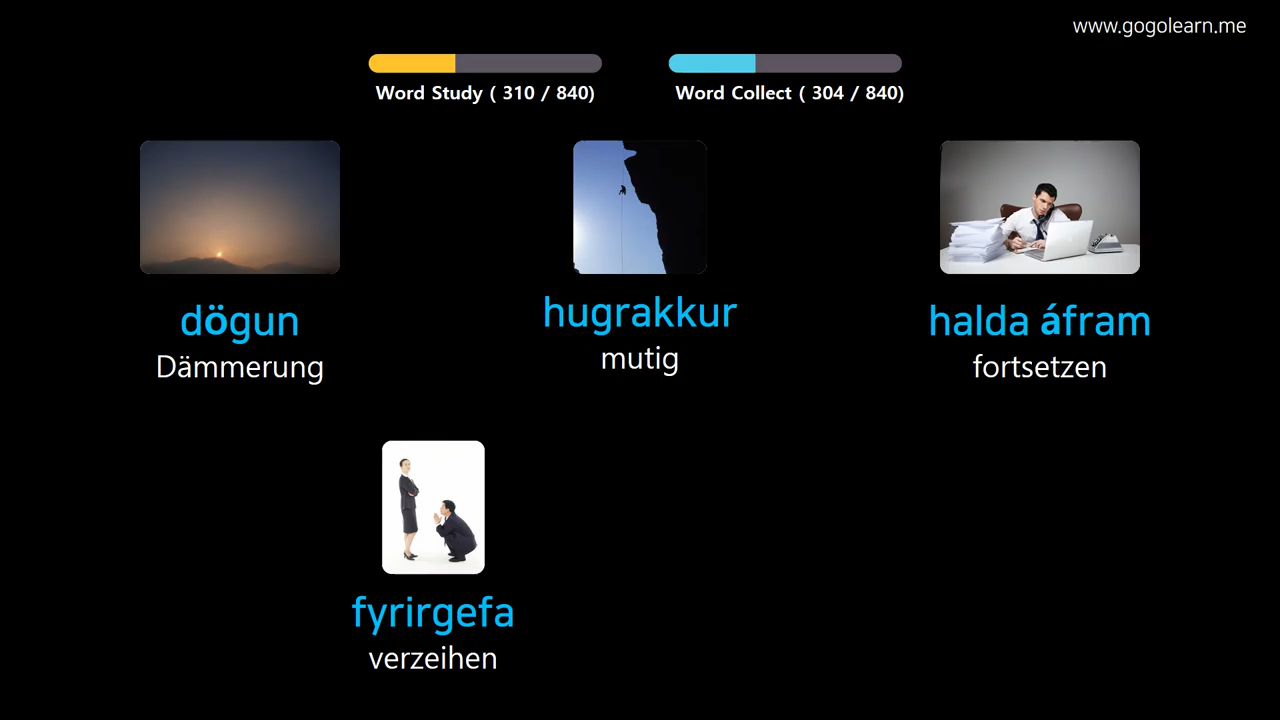 www.gogolearn.me
Word Study ( 310 / 840)
Word Collect ( 304 / 840)
dögun
Dämmerung
hugrakkur
mutig
halda áfram
fortsetzen
fyrirgefa
verzeihen